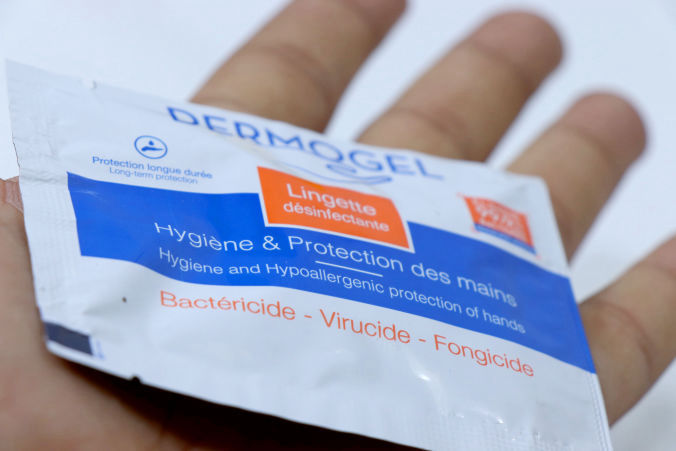 DERMOGEL
Protection longue durée
Long-term protection
Lingette
désinfectante
Hygiène & Protection des mains
Hygiene and Hypoallergenic protection of hands
Bactéricide - Virucide - Fongicide